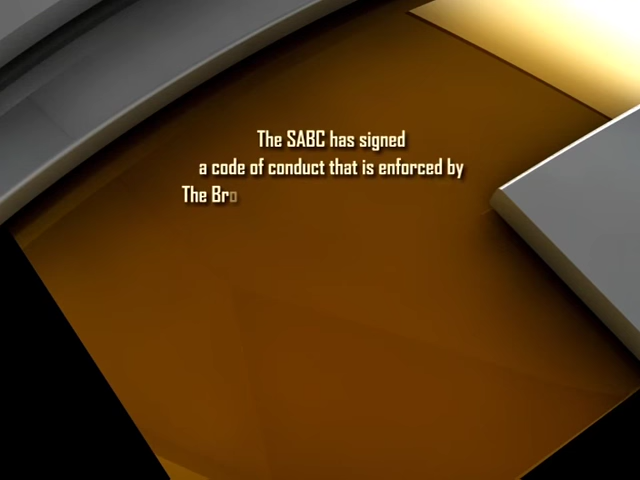 The SABC has signed
a code of conduct that is enforced by
The Bro